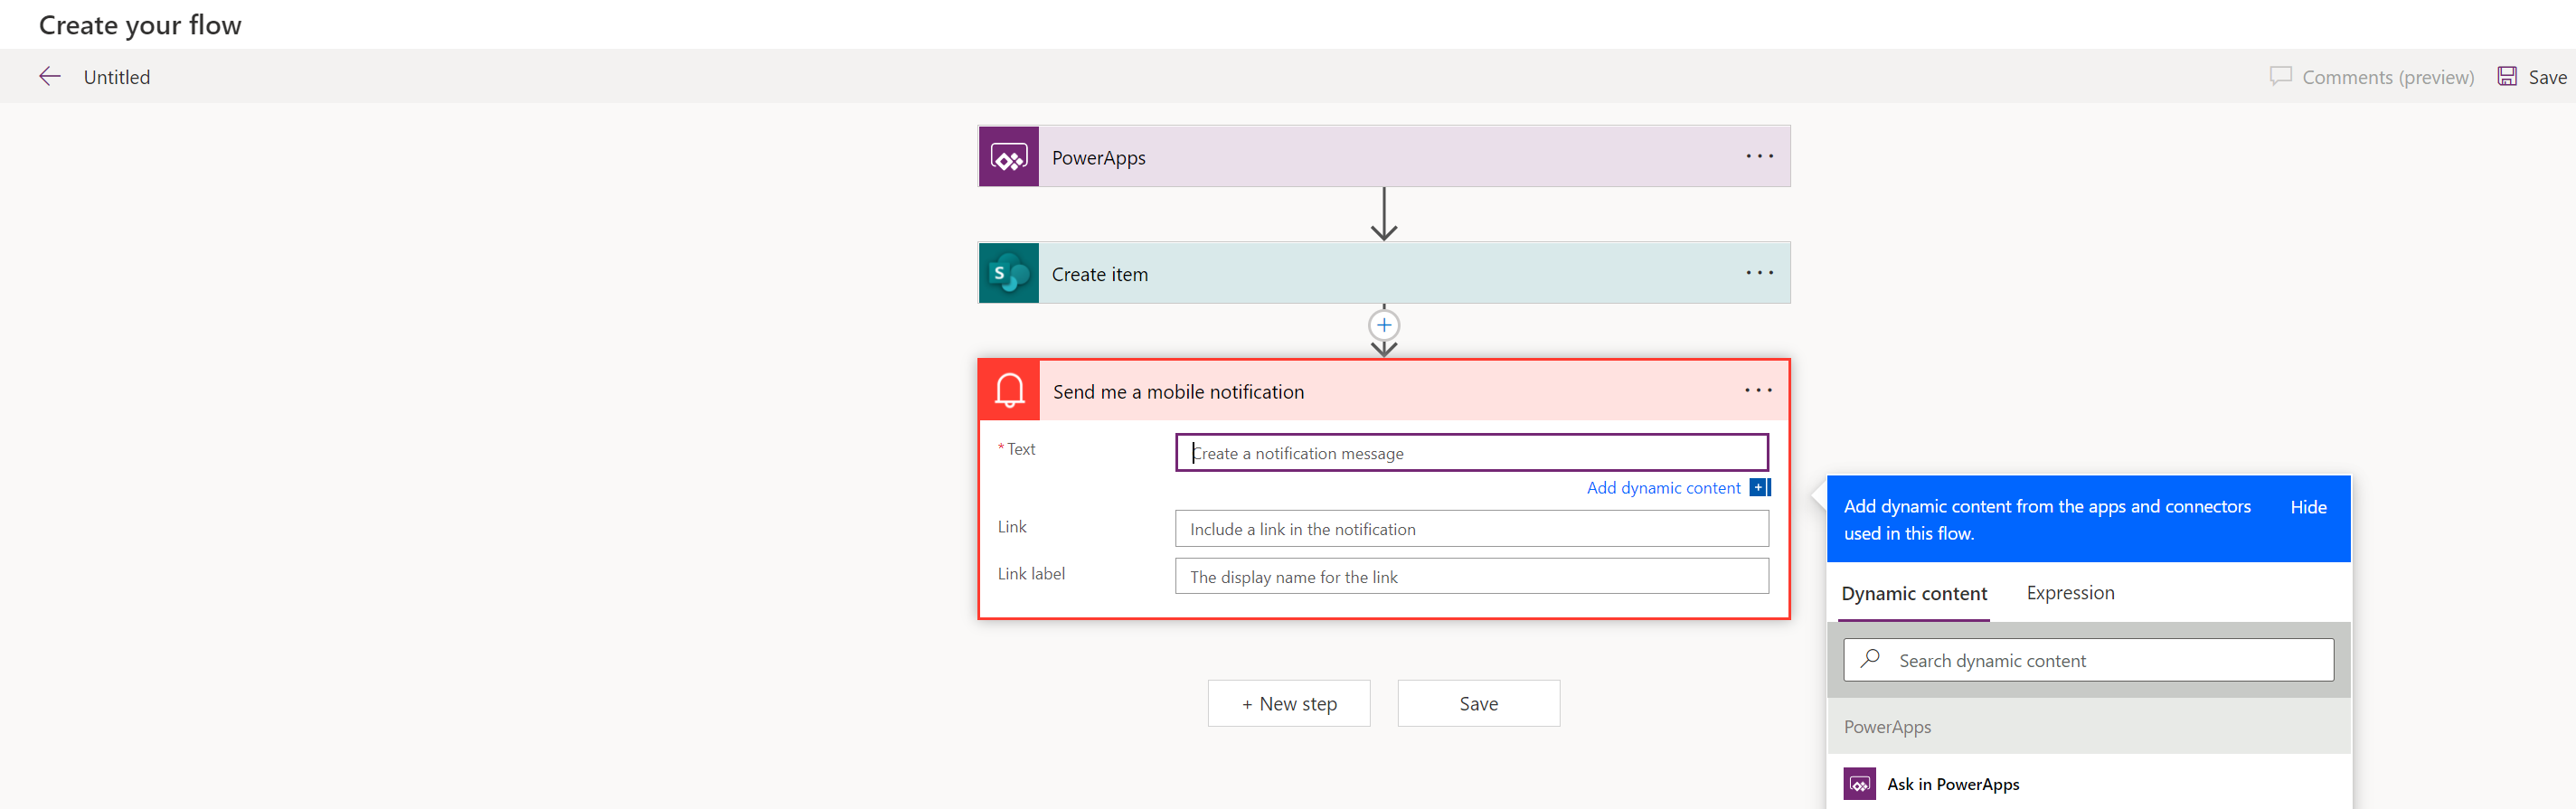 Create your flow
Untitled
Comments (preview)
Save
PowerApps
S
Create item
Send me a mobile notification
* Text
Create a notification message
Add dynamic content
Link
Include a link in the notification
Link label
The display name for the link
+ New step
Save
Add dynamic content from the apps and connectors
used in this flow.
Hide
Dynamic content
Expression
Search dynamic content
PowerApps
Ask in PowerApps